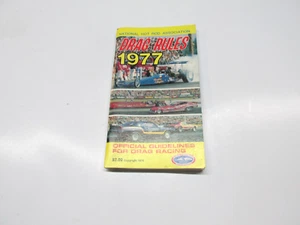 NATIONAL HOT ROD ASSOCIATION
DRAG RULES
1977
OFFICIAL GUIDELINES
FOR DRAG RACING